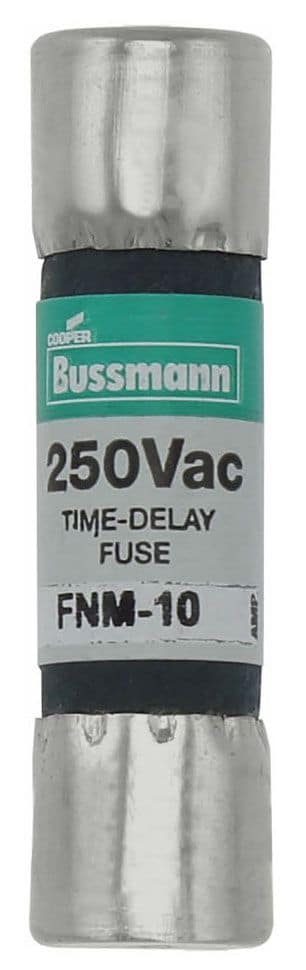 COOPER
Bussmann
250Vac
TIME-DELAY
FUSE
FNM-10
AMP